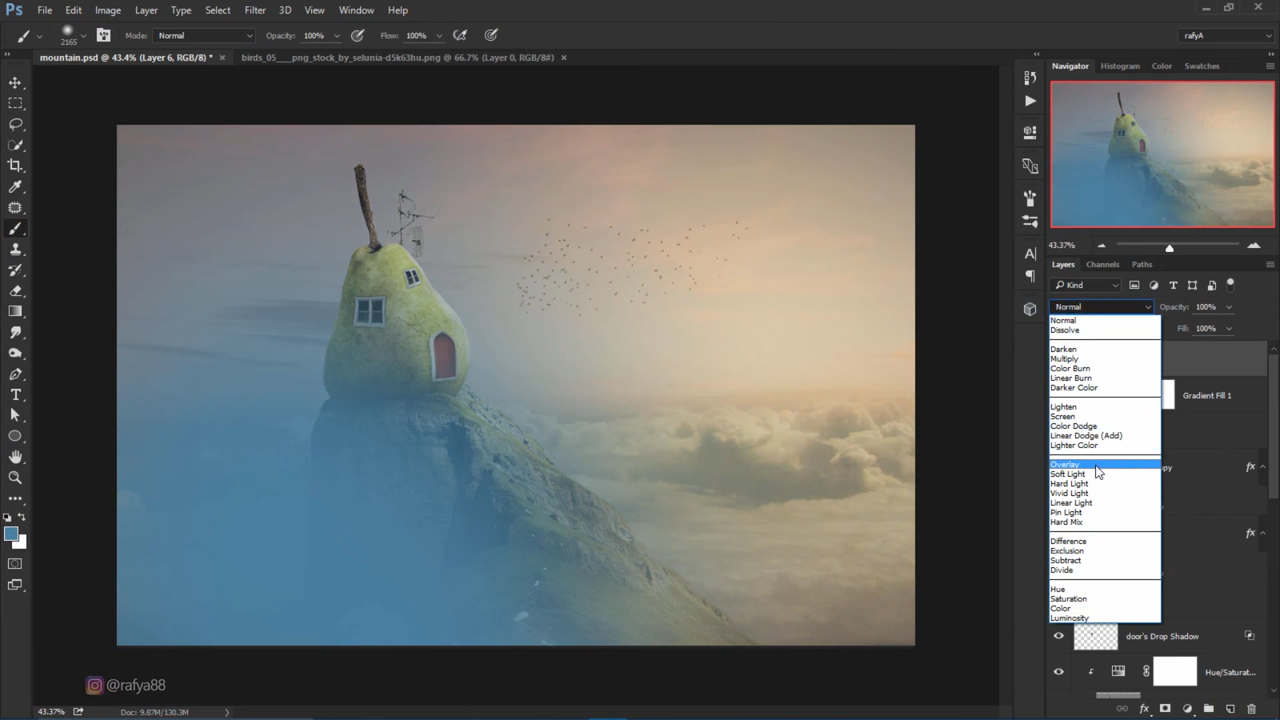 Ps File Edit Image Layer Type Select Filter 3D View Window Help
2165 Mode: Normal Opacity: 100% Flow: 100% rafyA
mountain.psd @ 43.4% (Layer 6, RGB/8) * × birds_05___png_stock_by_selunia-d5k63hu.png @ 66.7% (Layer 0, RGB/8#) ×
Navigator Histogram Color Swatches
43.37%
Layers Channels Paths
Kind
Normal Opacity: 100%
Normal
Dissolve
Fill: 100%
Darken
Multiply
Color Burn
Linear Burn
Darker Color
Gradient Fill 1
Lighten
Screen
Color Dodge
Linear Dodge (Add)
Lighter Color
Overlay
Soft Light
Hard Light
Vivid Light
Linear Light
Pin Light
Hard Mix
py fx
fx
Difference
Exclusion
Subtract
Divide
Hue
Saturation
Color
Luminosity
door's Drop Shadow
Hue/Saturat...
@rafya88
43.37% Doc: 9.87M/130.3M
fx